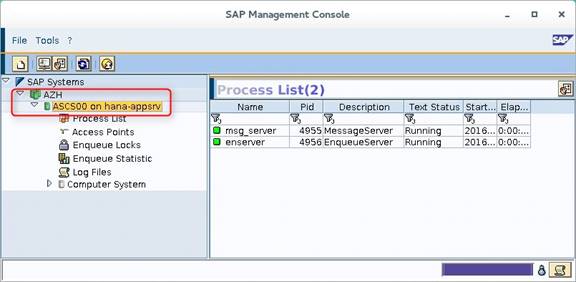 SAP Management Console
File Tools ?
SAP
SAP Systems
AZH
ASCS00 on hana-appsrv
Process List
Access Points
Enqueue Locks
Enqueue Statistic
Log Files
Computer System
Process List(2)
Name Pid Description Text Status Start... Elap...
msg_server 4955 MessageServer Running 2016... 0:00:...
enserver 4956 EnqueueServer Running 2016... 0:00:...